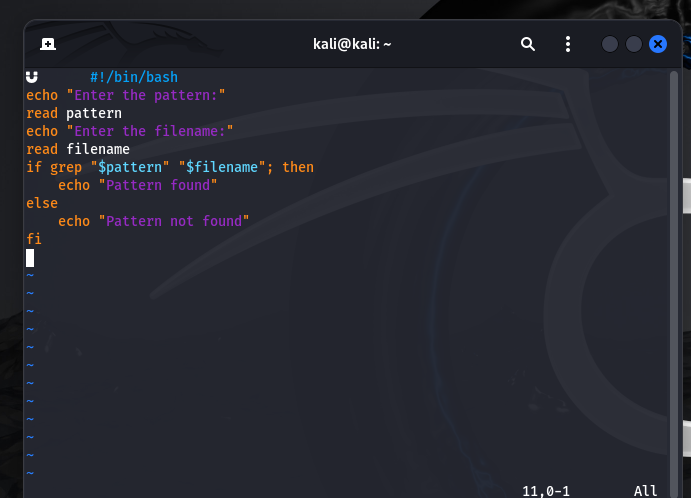 kali@kali: ~
#!/bin/bash
echo "Enter the pattern:"
read pattern
echo "Enter the filename:"
read filename
if grep "$pattern" "$filename"; then
    echo "Pattern found"
else
    echo "Pattern not found"
fi
~
~
~
~
~
~
~
~
~
~
~
~
11,0-1 All